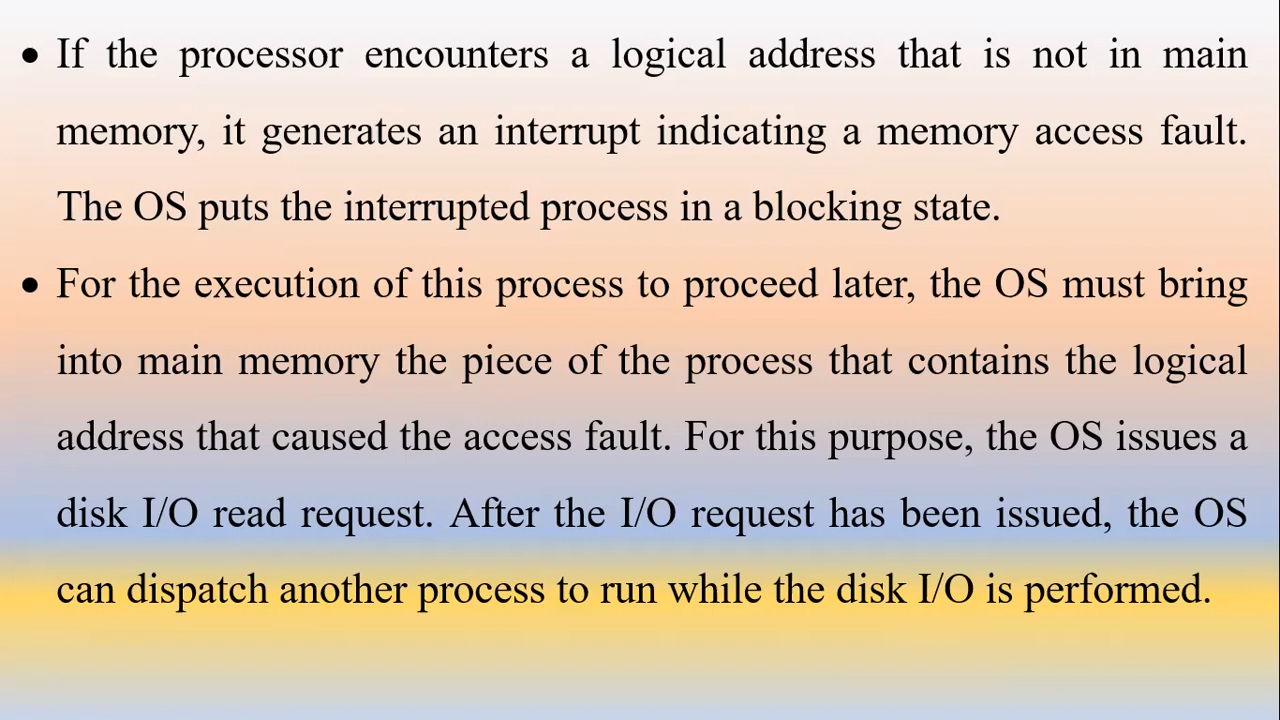 • If the processor encounters a logical address that is not in main
memory, it generates an interrupt indicating a memory access fault.
The OS puts the interrupted process in a blocking state.
• For the execution of this process to proceed later, the OS must bring
into main memory the piece of the process that contains the logical
address that caused the access fault. For this purpose, the OS issues a
disk I/O read request. After the I/O request has been issued, the OS
can dispatch another process to run while the disk I/O is performed.